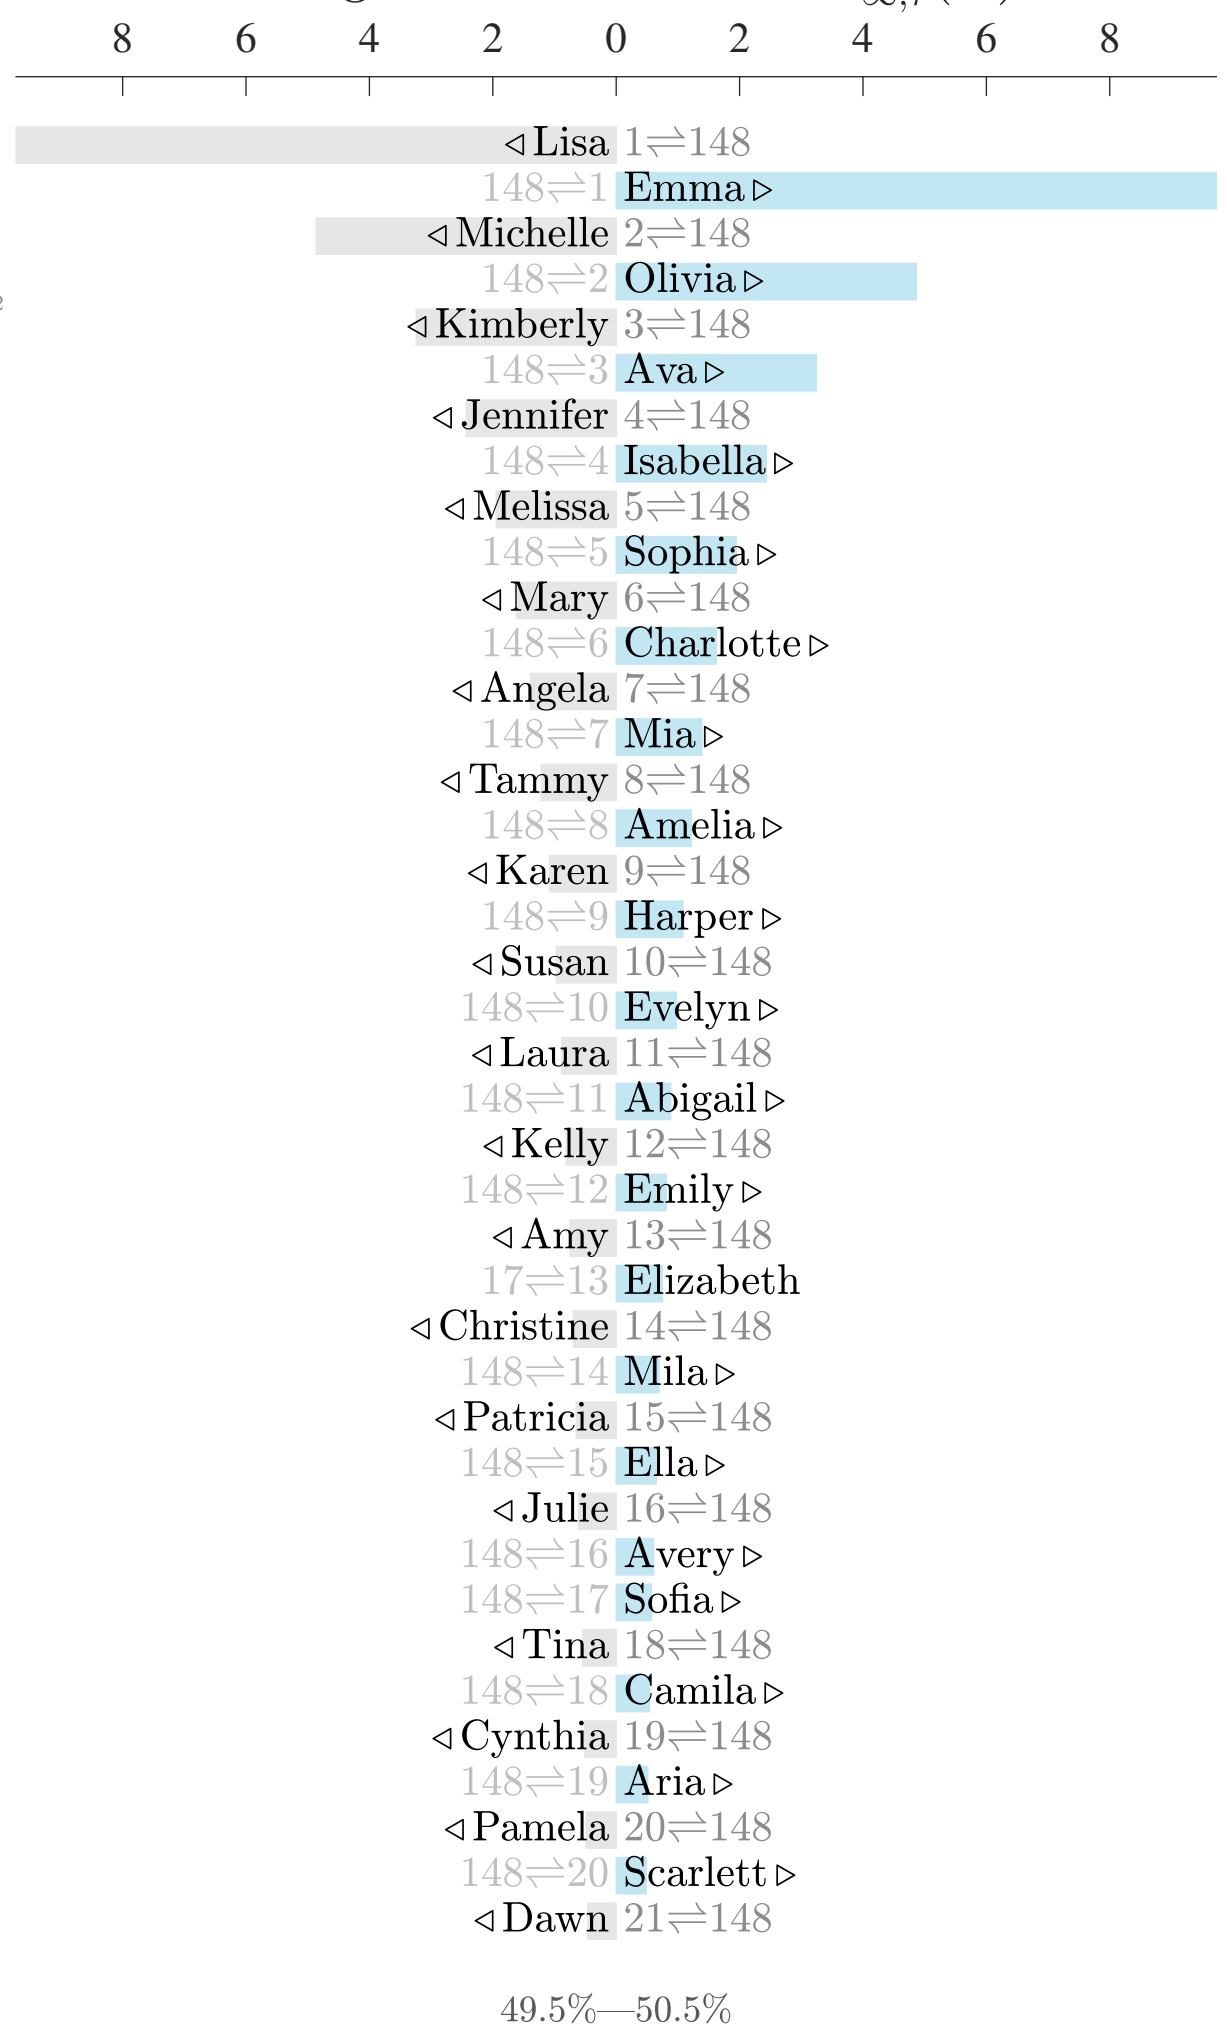 8 6 4 2 0 2 4 6 8
◁ Lisa 1⇌148
148⇌1 Emma ▷
◁ Michelle 2⇌148
148⇌2 Olivia ▷
◁ Kimberly 3⇌148
148⇌3 Ava ▷
◁ Jennifer 4⇌148
148⇌4 Isabella ▷
◁ Melissa 5⇌148
148⇌5 Sophia ▷
◁ Mary 6⇌148
148⇌6 Charlotte ▷
◁ Angela 7⇌148
148⇌7 Mia ▷
◁ Tammy 8⇌148
148⇌8 Amelia ▷
◁ Karen 9⇌148
148⇌9 Harper ▷
◁ Susan 10⇌148
148⇌10 Evelyn ▷
◁ Laura 11⇌148
148⇌11 Abigail ▷
◁ Kelly 12⇌148
148⇌12 Emily ▷
◁ Amy 13⇌148
17⇌13 Elizabeth
◁ Christine 14⇌148
148⇌14 Mila ▷
◁ Patricia 15⇌148
148⇌15 Ella ▷
◁ Julie 16⇌148
148⇌16 Avery ▷
148⇌17 Sofia ▷
◁ Tina 18⇌148
148⇌18 Camila ▷
◁ Cynthia 19⇌148
148⇌19 Aria ▷
◁ Pamela 20⇌148
148⇌20 Scarlett ▷
◁ Dawn 21⇌148
49.5%—50.5%